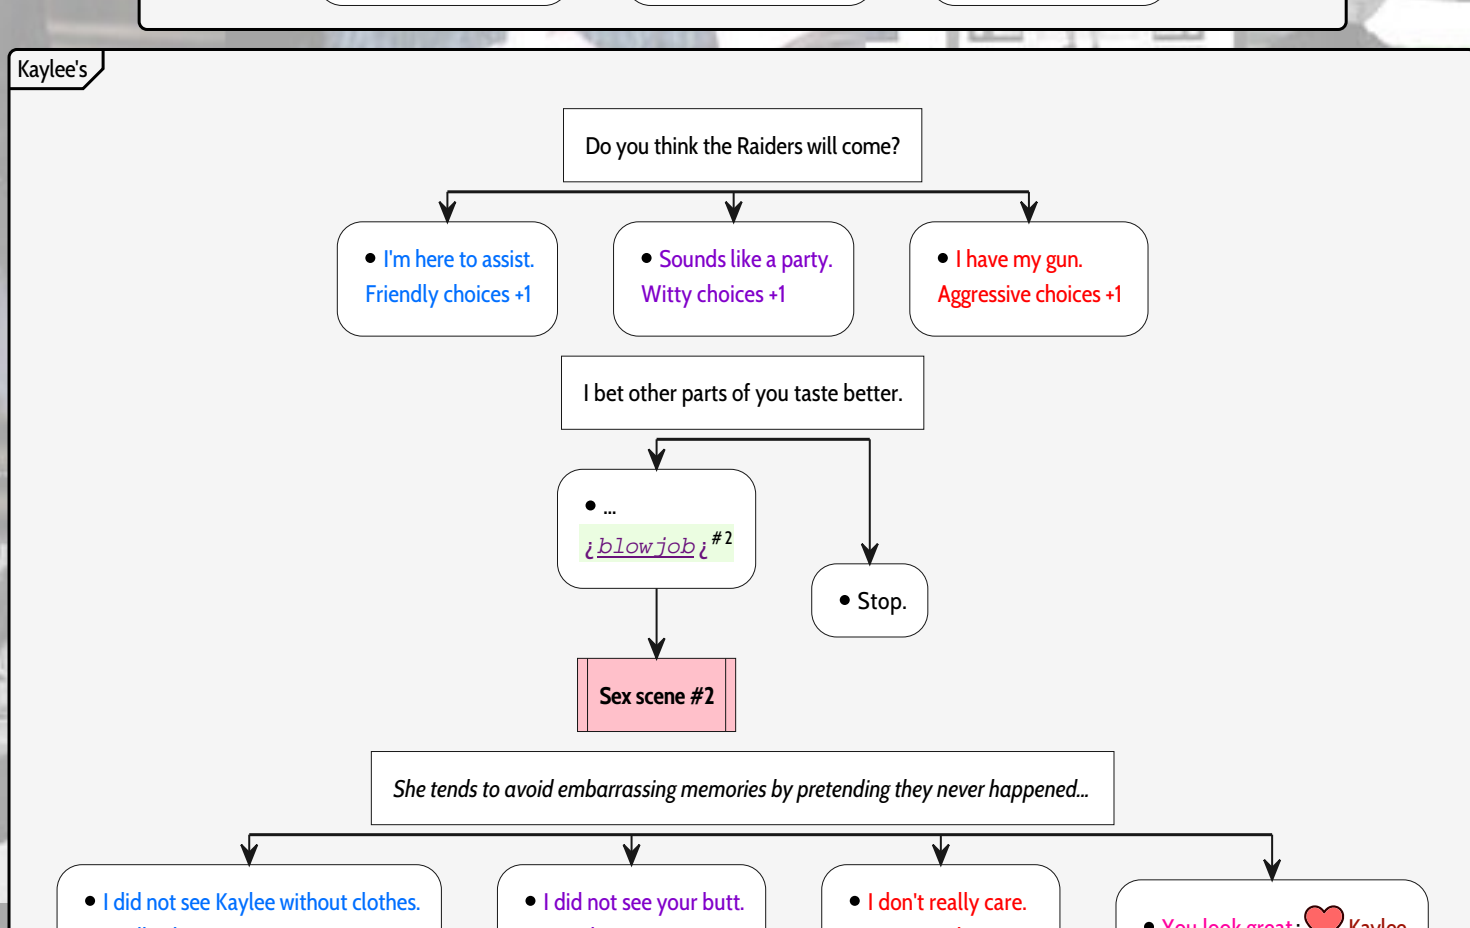 Kaylee's
Do you think the Raiders will come?
● I'm here to assist.
Friendly choices +1
● Sounds like a party.
Witty choices +1
● I have my gun.
Aggressive choices +1
I bet other parts of you taste better.
● ...
¿blowjob¿#2
● Stop.
Sex scene #2
She tends to avoid embarrassing memories by pretending they never happened...
● I did not see Kaylee without clothes.
● I did not see your butt.
● I don't really care.
● You look great; Kaylee